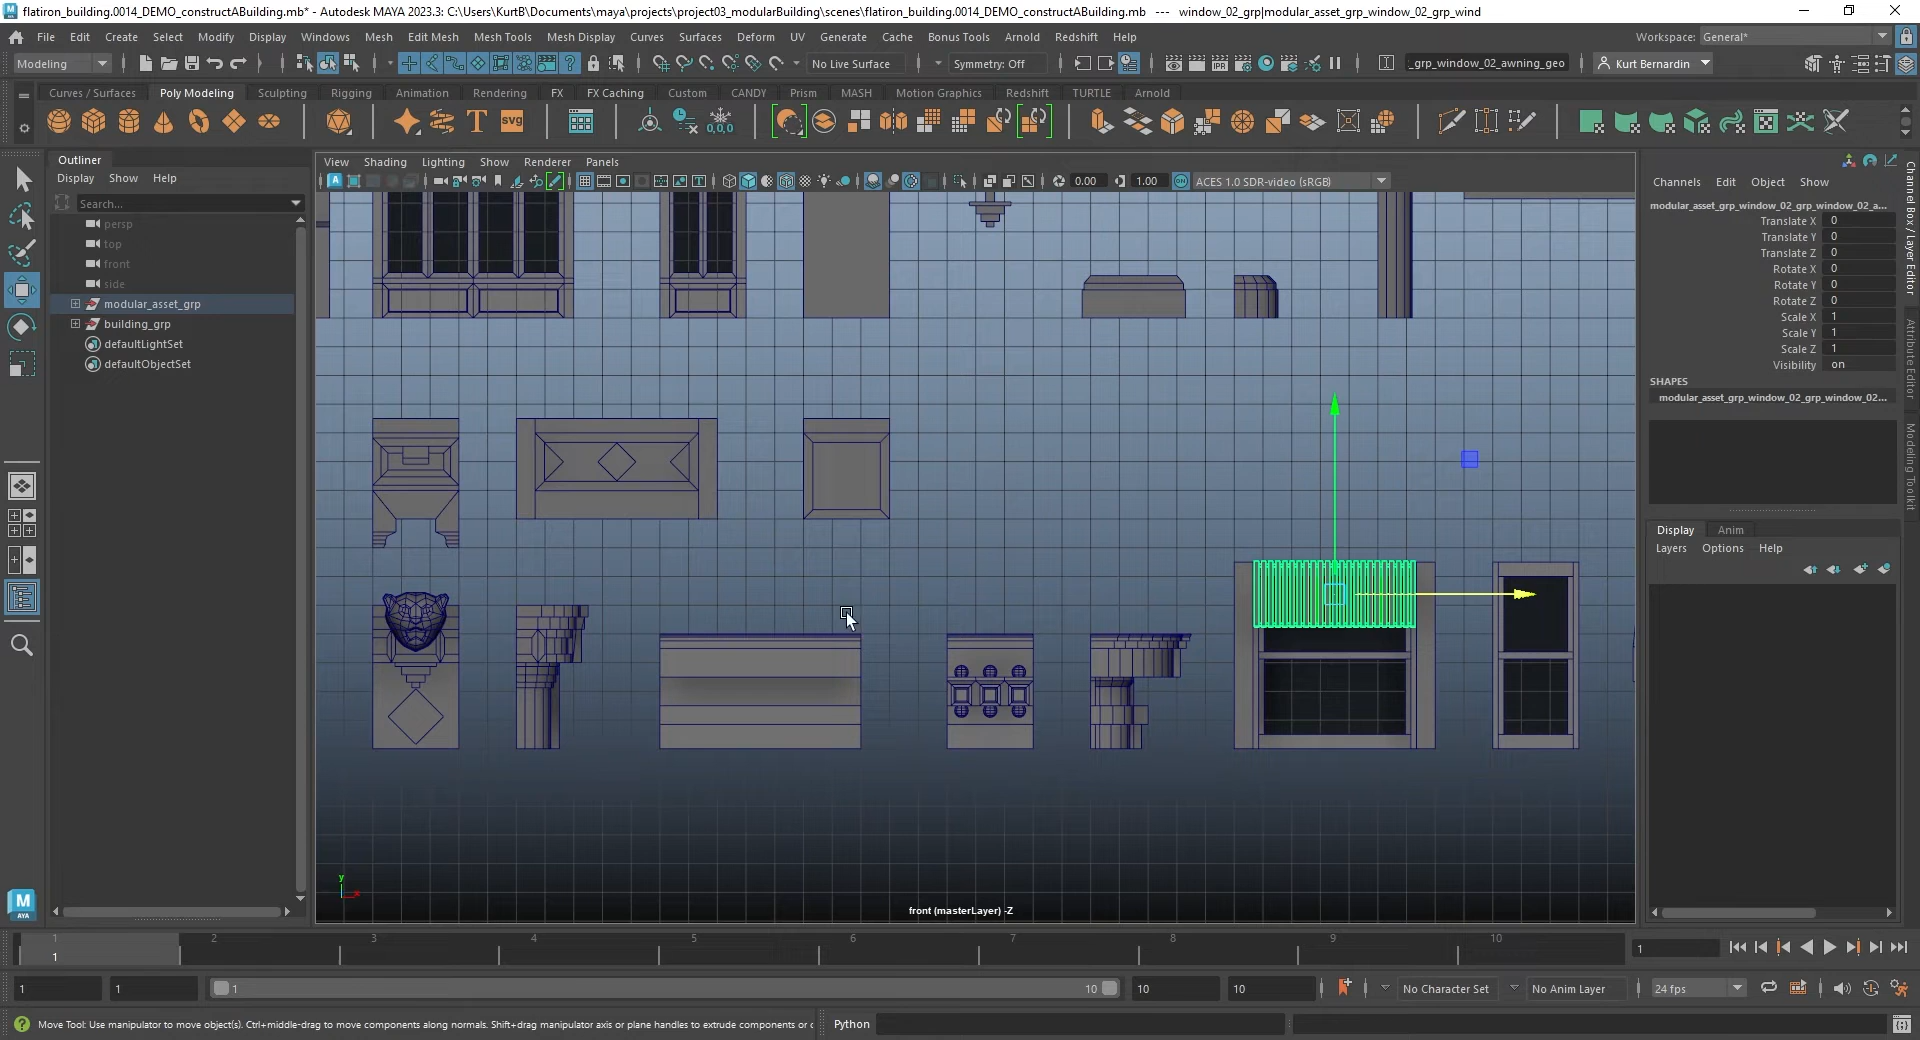 flatiron_building.0014_DEMO_constructABuilding.mb* - Autodesk MAYA 2023.3: C:\Users\KurtB\Documents\maya\projects\project03_modularBuilding\scenes\flatiron_building.0014_DEMO_constructABuilding.mb --- window_02_grp|modular_asset_grp_window_02_grp_wind
File Edit Create Select Modify Display Windows Mesh Edit Mesh Mesh Tools Mesh Display Curves Surfaces Deform UV Generate Cache Bonus Tools Arnold Redshift Help
Workspace: General*
Modeling
No Live Surface
Symmetry: Off
_grp_window_02_awning_geo
Kurt Bernardin
Curves / Surfaces Poly Modeling Sculpting Rigging Animation Rendering FX FX Caching Custom CANDY Prism MASH Motion Graphics Redshift TURTLE Arnold
Outliner
Display Show Help
Search...
persp
top
front
side
modular_asset_grp
building_grp
defaultLightSet
defaultObjectSet
View Shading Lighting Show Renderer Panels
0.00
1.00
ACES 1.0 SDR-video (sRGB)
front (masterLayer) -Z
Channels Edit Object Show
modular_asset_grp_window_02_grp_window_02_a...
Translate X 0
Translate Y 0
Translate Z 0
Rotate X 0
Rotate Y 0
Rotate Z 0
Scale X 1
Scale Y 1
Scale Z 1
Visibility on
SHAPES
modular_asset_grp_window_02_grp_window_02...
Display Anim
Layers Options Help
Channel Box / Layer Editor
Attribute Editor
Modeling Toolkit
1 2 3 4 5 6 7 8 9 10
1
1
1 1 1 10 10 10
No Character Set
No Anim Layer
24 fps
Move Tool: Use manipulator to move object(s). Ctrl+middle-drag to move components along normals. Shift+drag manipulator axis or plane handles to extrude components or c
Python